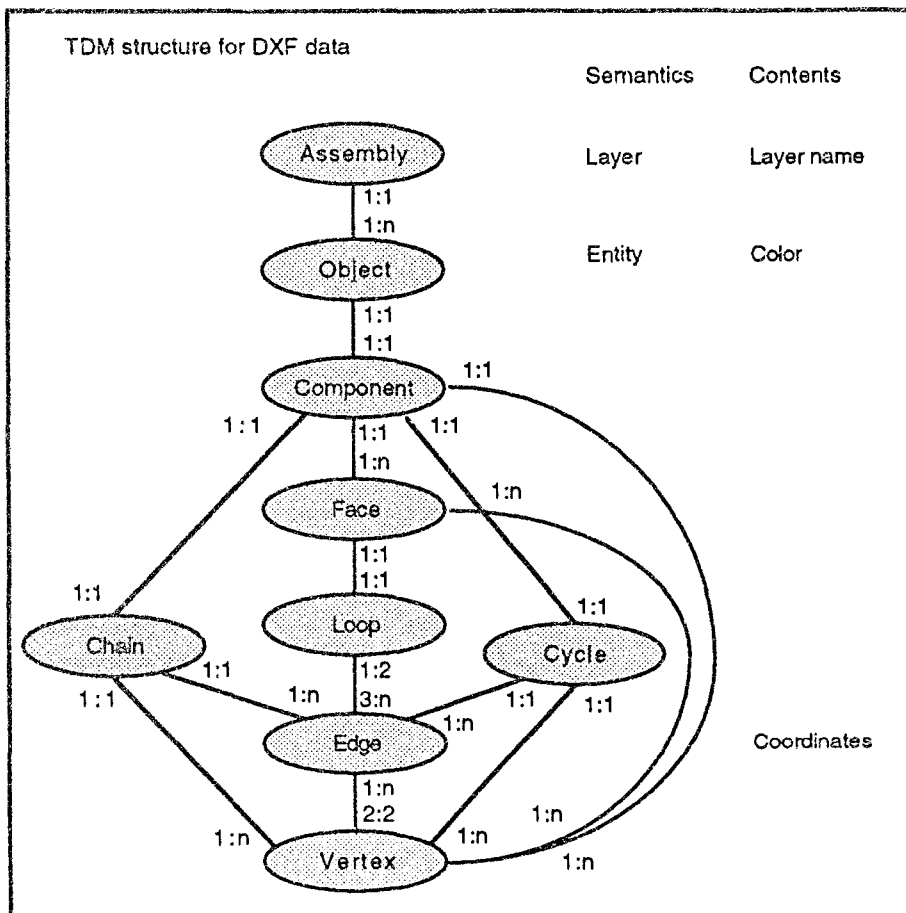 TDM structure for DXF data
Semantics Contents
Assembly Layer Layer name
1:1
1:n
Object Entity Color
1:1
1:1
Component 1:1
1:1 1:1 1:1
1:n
Face 1:n
1:1
1:1 1:1 1:1
Loop
Chain Cycle
1:1 1:2 1:1
1:1 1:n 3:n 1:n 1:1
Edge Coordinates
1:n
2:2
1:n 1:n 1:n
Vertex 1:n